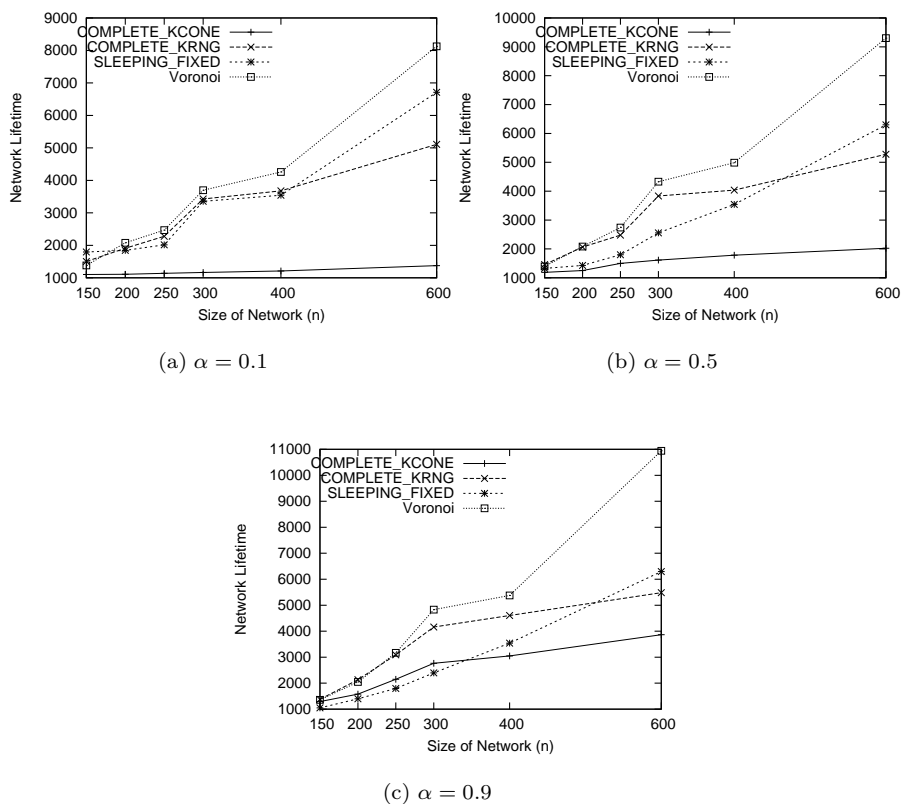 9000
8000
7000
6000
5000
4000
3000
2000
1000
Network Lifetime
COMPLETE_KCONE
COMPLETE_KRNG
SLEEPING_FIXED
Voronoi
150 200 250 300 400 600
Size of Network (n)
(a) α = 0.1
10000
9000
8000
7000
6000
5000
4000
3000
2000
1000
Network Lifetime
COMPLETE_KCONE
COMPLETE_KRNG
SLEEPING_FIXED
Voronoi
150 200 250 300 400 600
Size of Network (n)
(b) α = 0.5
11000
10000
9000
8000
7000
6000
5000
4000
3000
2000
1000
Network Lifetime
COMPLETE_KCONE
COMPLETE_KRNG
SLEEPING_FIXED
Voronoi
150 200 250 300 400 600
Size of Network (n)
(c) α = 0.9